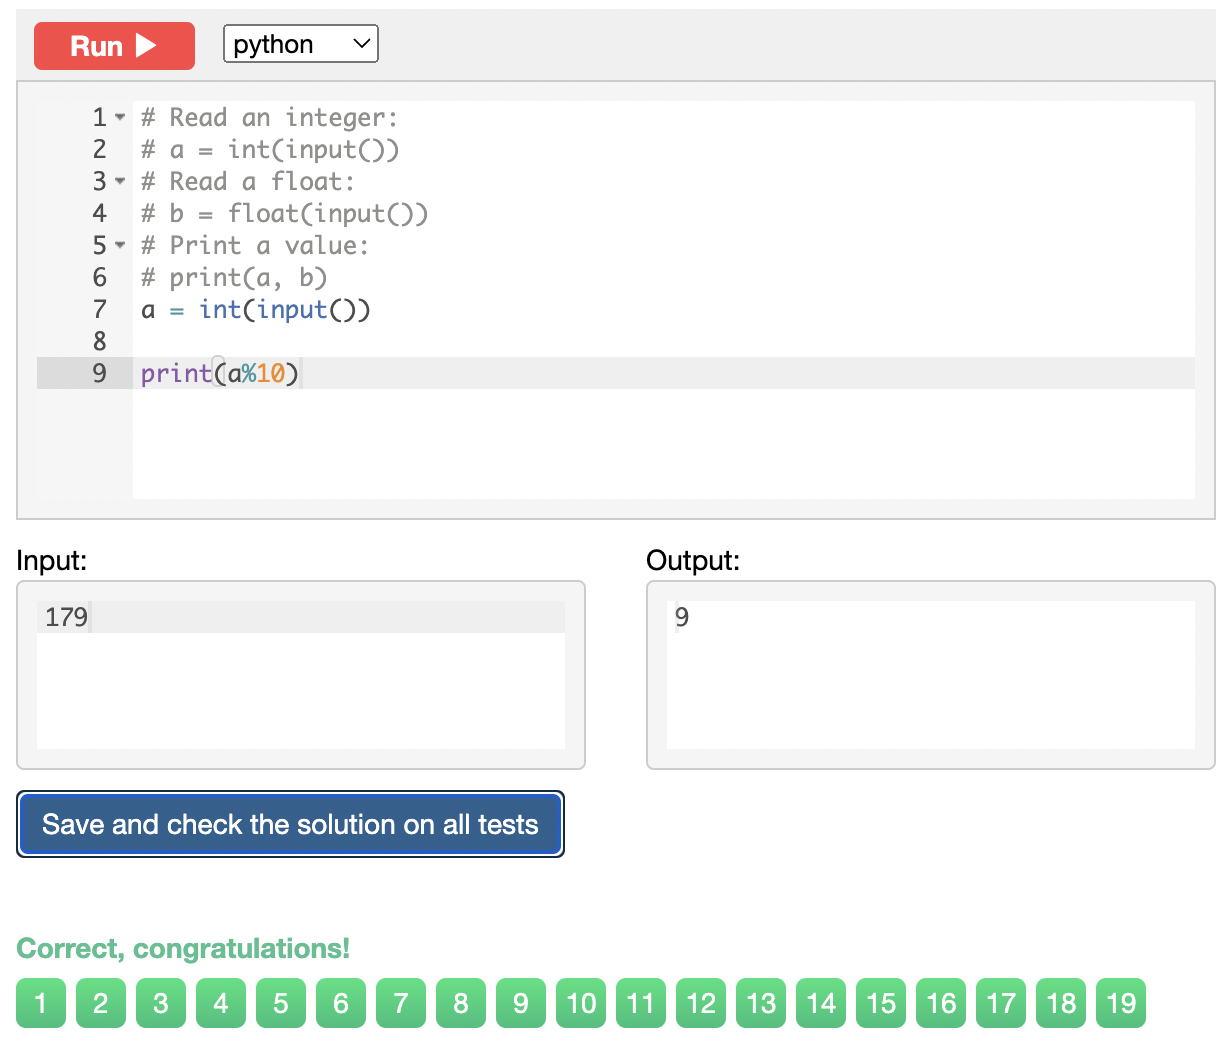 Run
python
1 # Read an integer:
2 # a = int(input())
3 # Read a float:
4 # b = float(input())
5 # Print a value:
6 # print(a, b)
7 a = int(input())
8
9 print(a%10)
Input:
Output:
179
9
Save and check the solution on all tests
Correct, congratulations!
1 2 3 4 5 6 7 8 9 10 11 12 13 14 15 16 17 18 19